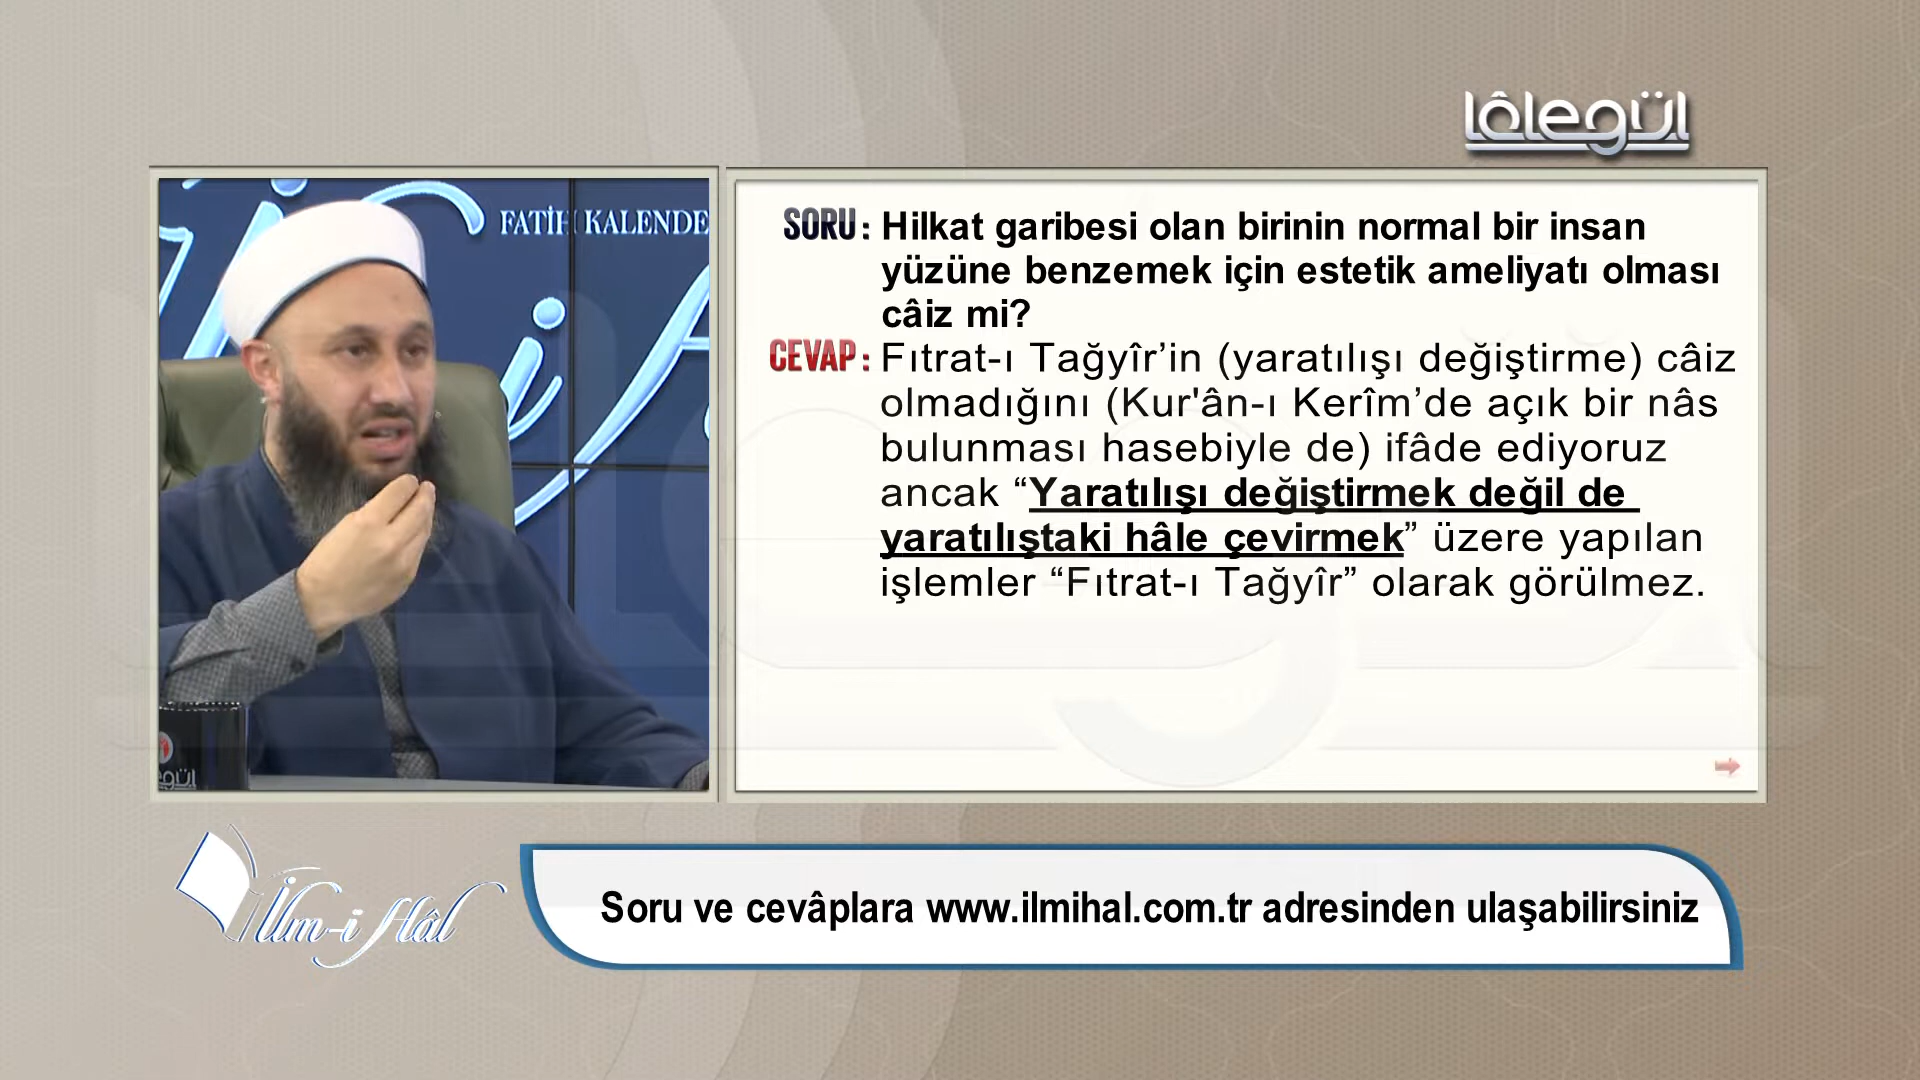 lâlegül
FATİH KALENDE
SORU : Hilkat garibesi olan birinin normal bir insan
yüzüne benzemek için estetik ameliyatı olması
câiz mi?
CEVAP : Fıtrat-ı Tağyîr’in (yaratılışı değiştirme) câiz
olmadığını (Kur'ân-ı Kerîm’de açık bir nâs
bulunması hasebiyle de) ifâde ediyoruz
ancak “Yaratılışı değiştirmek değil de
yaratılıştaki hâle çevirmek” üzere yapılan
işlemler “Fıtrat-ı Tağyîr” olarak görülmez.
egül
İlm-i Hâl
Soru ve cevâplara www.ilmihal.com.tr adresinden ulaşabilirsiniz